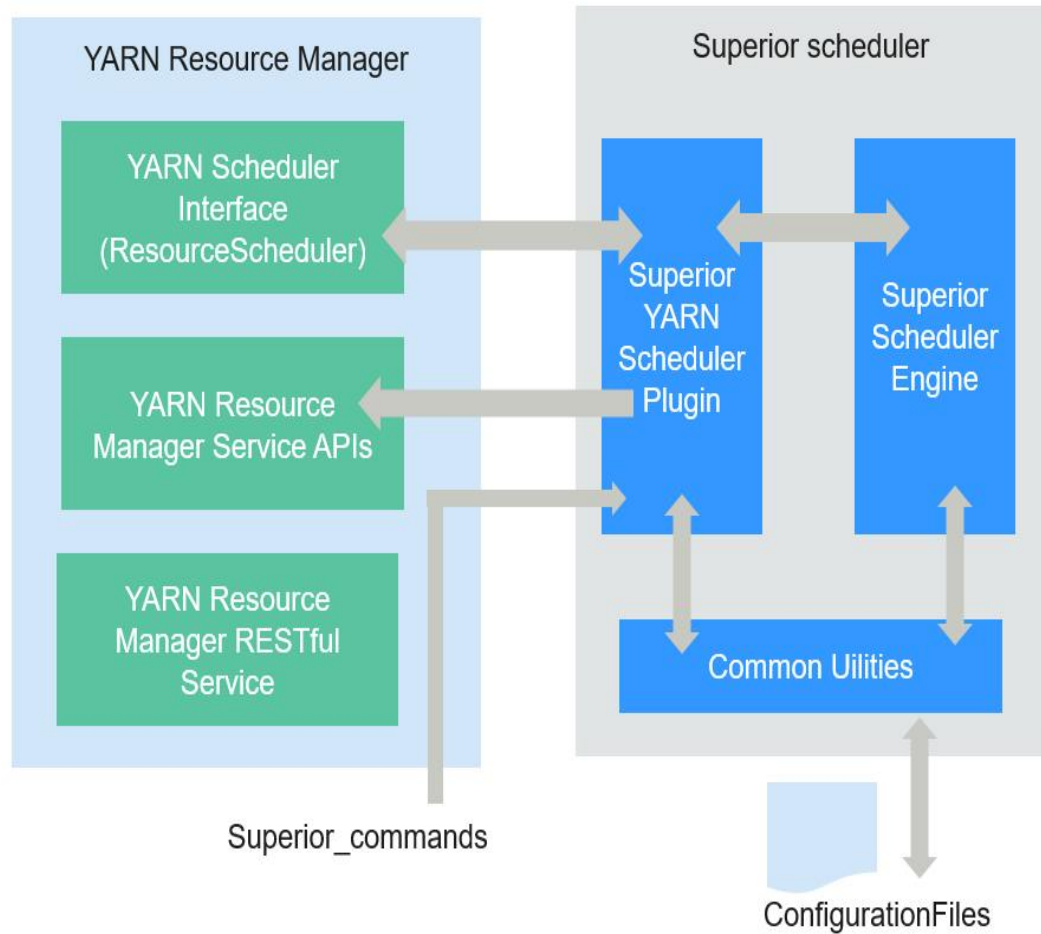 YARN Resource Manager
YARN Scheduler
Interface
(ResourceScheduler)
YARN Resource
Manager Service APIs
YARN Resource
Manager RESTful
Service
Superior_commands
Superior scheduler
Superior
YARN
Scheduler
Plugin
Superior
Scheduler
Engine
Common Uilities
ConfigurationFiles